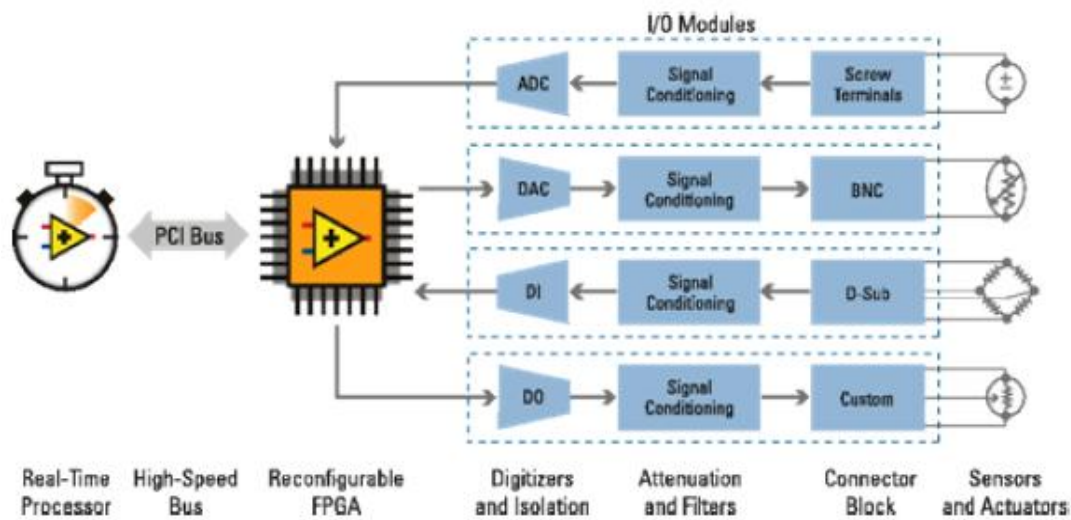 I/O Modules
ADC
Signal
Conditioning
Screw
Terminals
DAC
Signal
Conditioning
BNC
PCI Bus
DI
Signal
Conditioning
D-Sub
DO
Signal
Conditioning
Custom
Real-Time
Processor
High-Speed
Bus
Reconfigurable
FPGA
Digitizers
and Isolation
Attenuation
and Filters
Connector
Block
Sensors
and Actuators